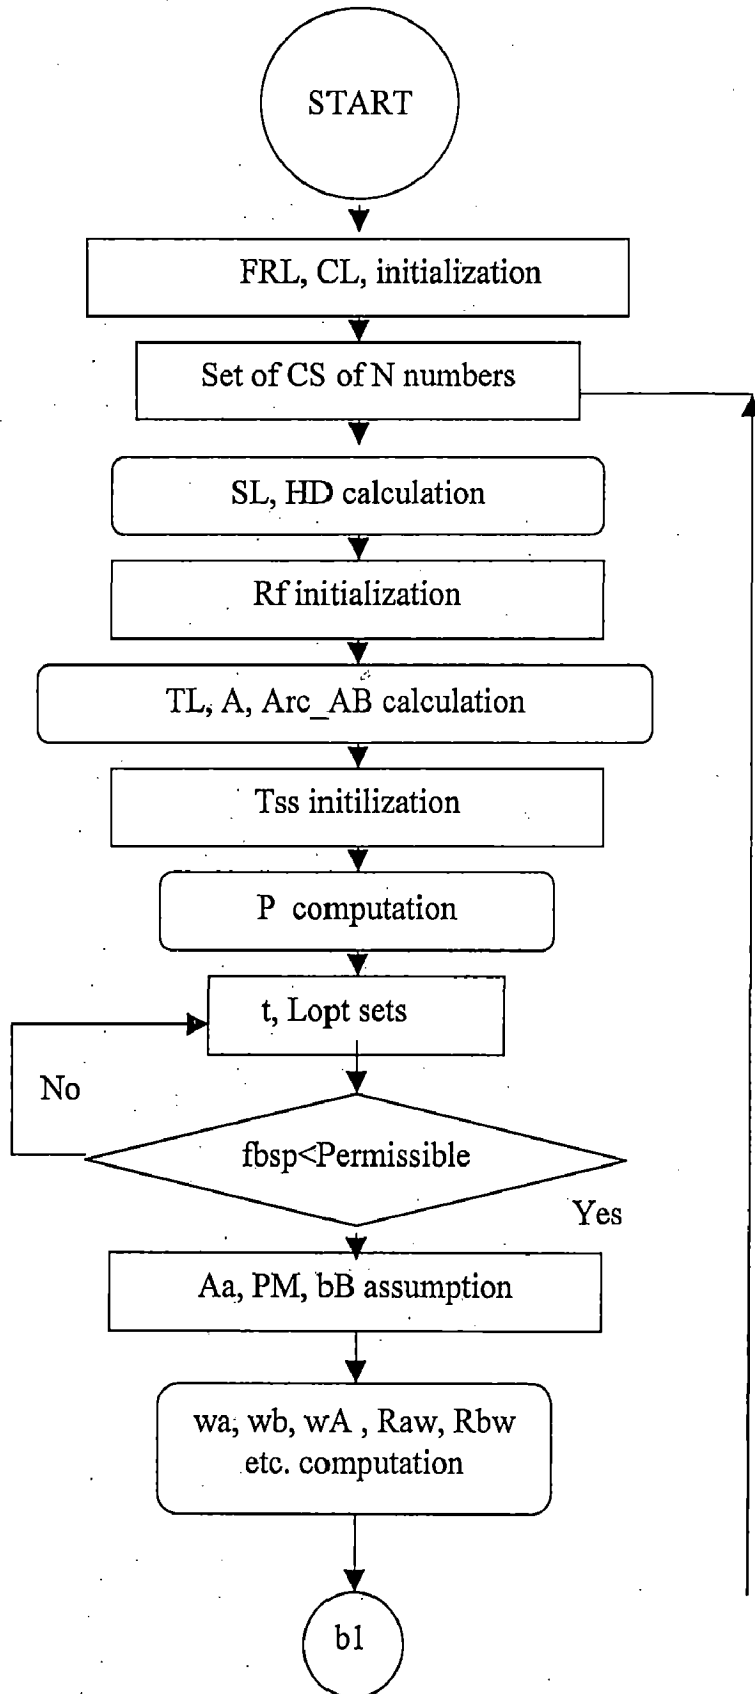 START
FRL, CL, initialization
Set of CS of N numbers
SL, HD calculation
Rf initialization
TL, A, Arc_AB calculation
Tss initilization
P computation
t, Lopt sets
No
fbsp<Permissible
Yes
Aa, PM, bB assumption
wa, wb, wA , Raw, Rbw
etc. computation
b1